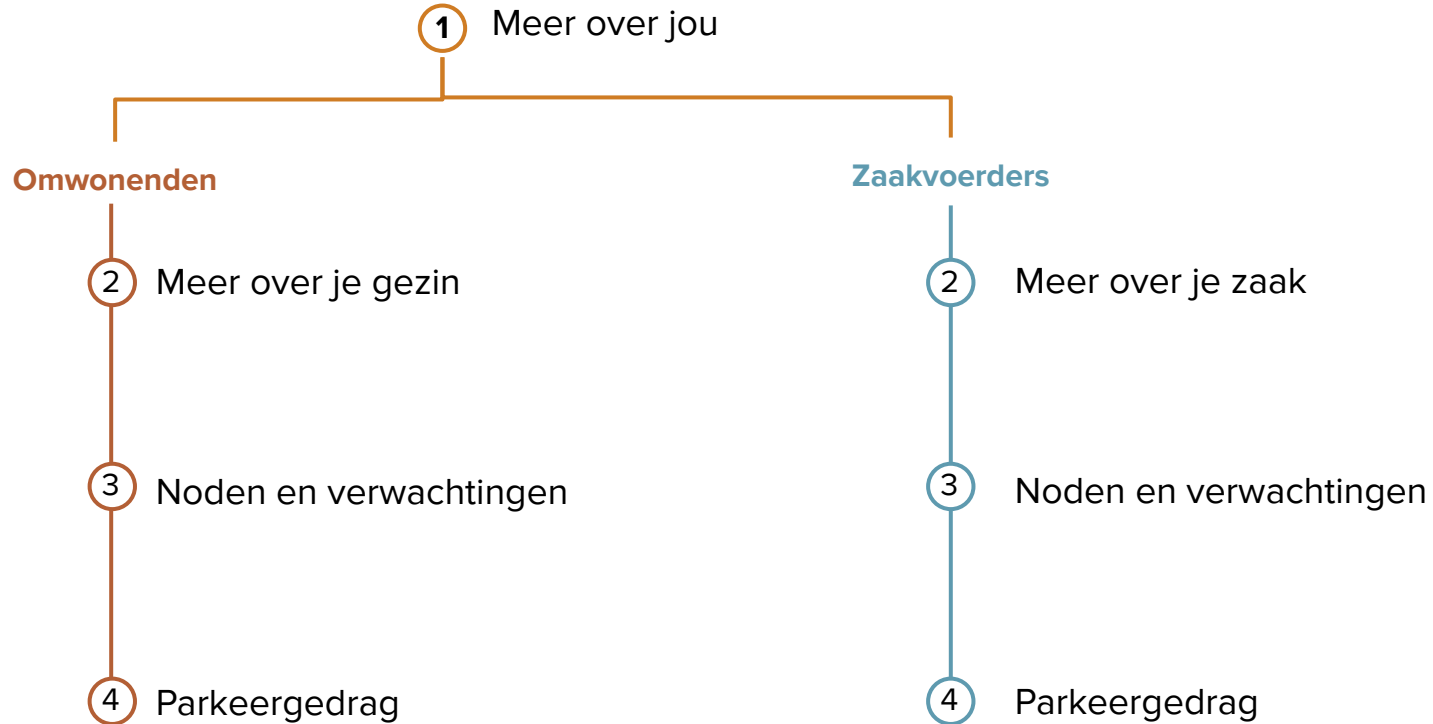 1 Meer over jou
Omwonenden
2 Meer over je gezin
3 Noden en verwachtingen
4 Parkeergedrag
Zaakvoerders
2 Meer over je zaak
3 Noden en verwachtingen
4 Parkeergedrag